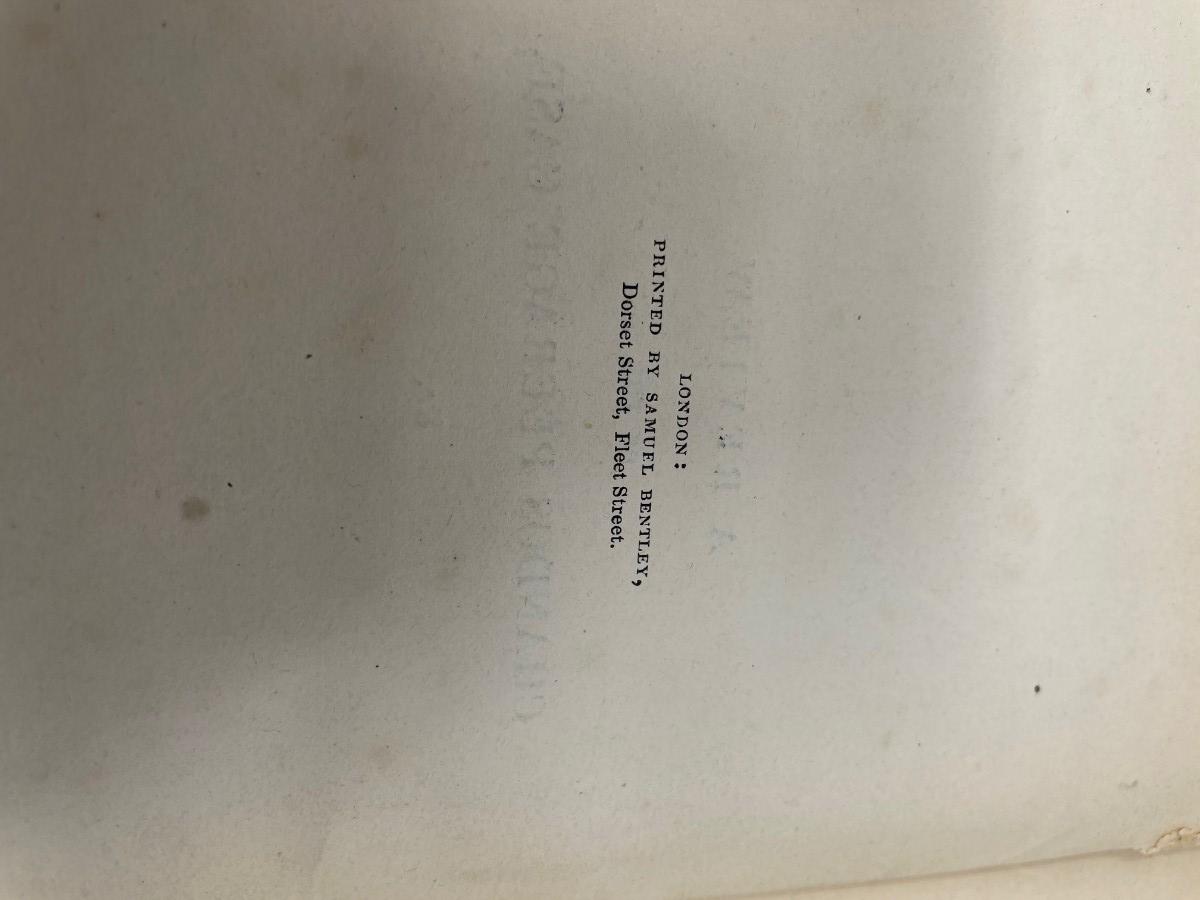 LONDON:
PRINTED BY SAMUEL BENTLEY,
Dorset Street, Fleet Street.